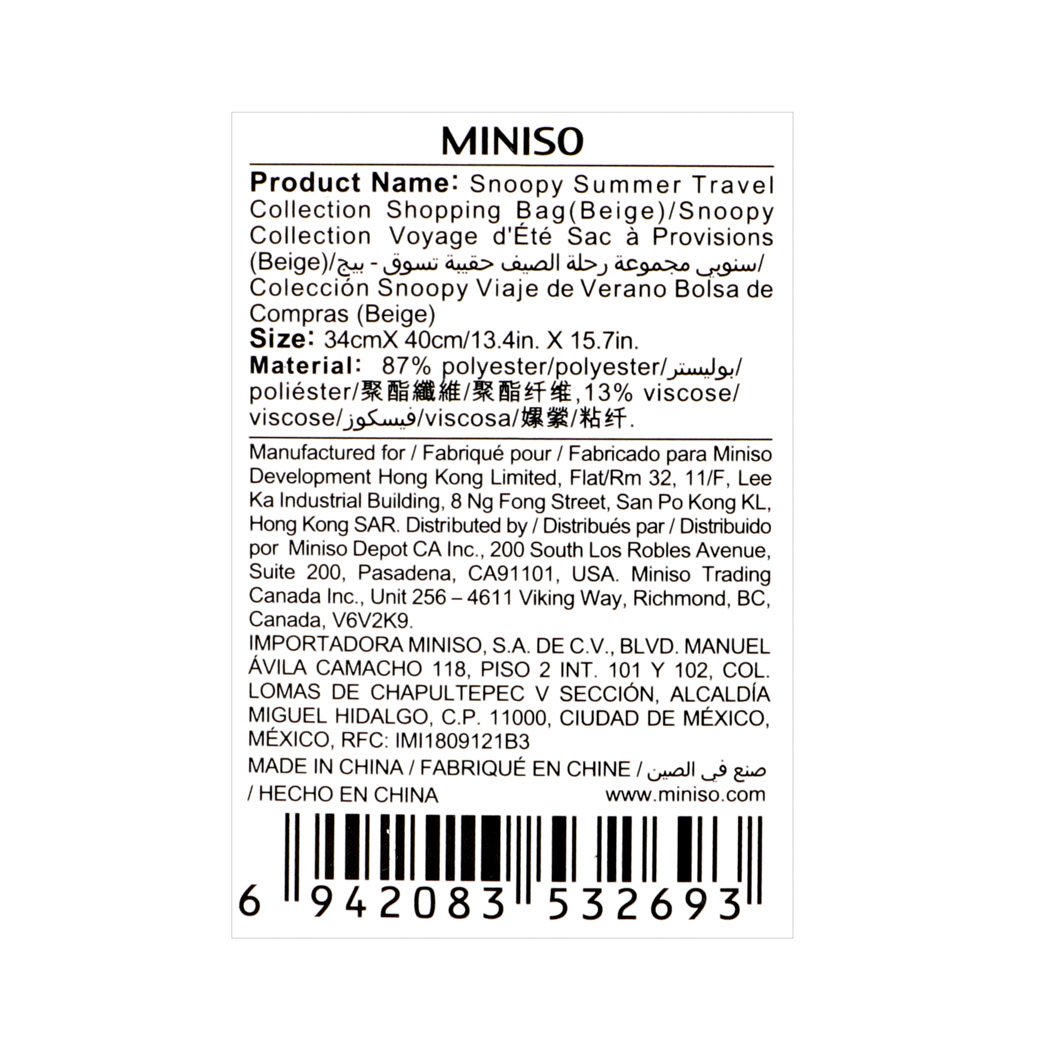 MINISO
Product Name: Snoopy Summer Travel
Collection Shopping Bag(Beige)/Snoopy
Collection Voyage d'Été Sac à Provisions
(Beige)/سنوبي مجموعة رحلة الصيف حقيبة تسوق - بيج/
Colección Snoopy Viaje de Verano Bolsa de
Compras (Beige)
Size: 34cmX 40cm/13.4in. X 15.7in.
Material: 87% polyester/polyester/بوليستر/
poliéster/聚酯纖維/聚酯纤维,13% viscose/
viscose/فيسكوز/viscosa/嫘縈/粘纤.
Manufactured for / Fabriqué pour / Fabricado para Miniso
Development Hong Kong Limited, Flat/Rm 32, 11/F, Lee
Ka Industrial Building, 8 Ng Fong Street, San Po Kong KL,
Hong Kong SAR. Distributed by / Distribués par / Distribuido
por Miniso Depot CA Inc., 200 South Los Robles Avenue,
Suite 200, Pasadena, CA91101, USA. Miniso Trading
Canada Inc., Unit 256 – 4611 Viking Way, Richmond, BC,
Canada, V6V2K9.
IMPORTADORA MINISO, S.A. DE C.V., BLVD. MANUEL
ÁVILA CAMACHO 118, PISO 2 INT. 101 Y 102, COL.
LOMAS DE CHAPULTEPEC V SECCIÓN, ALCALDÍA
MIGUEL HIDALGO, C.P. 11000, CIUDAD DE MÉXICO,
MÉXICO, RFC: IMI1809121B3
MADE IN CHINA / FABRIQUÉ EN CHINE / صنع في الصين
/ HECHO EN CHINA www.miniso.com
6 942083 532693